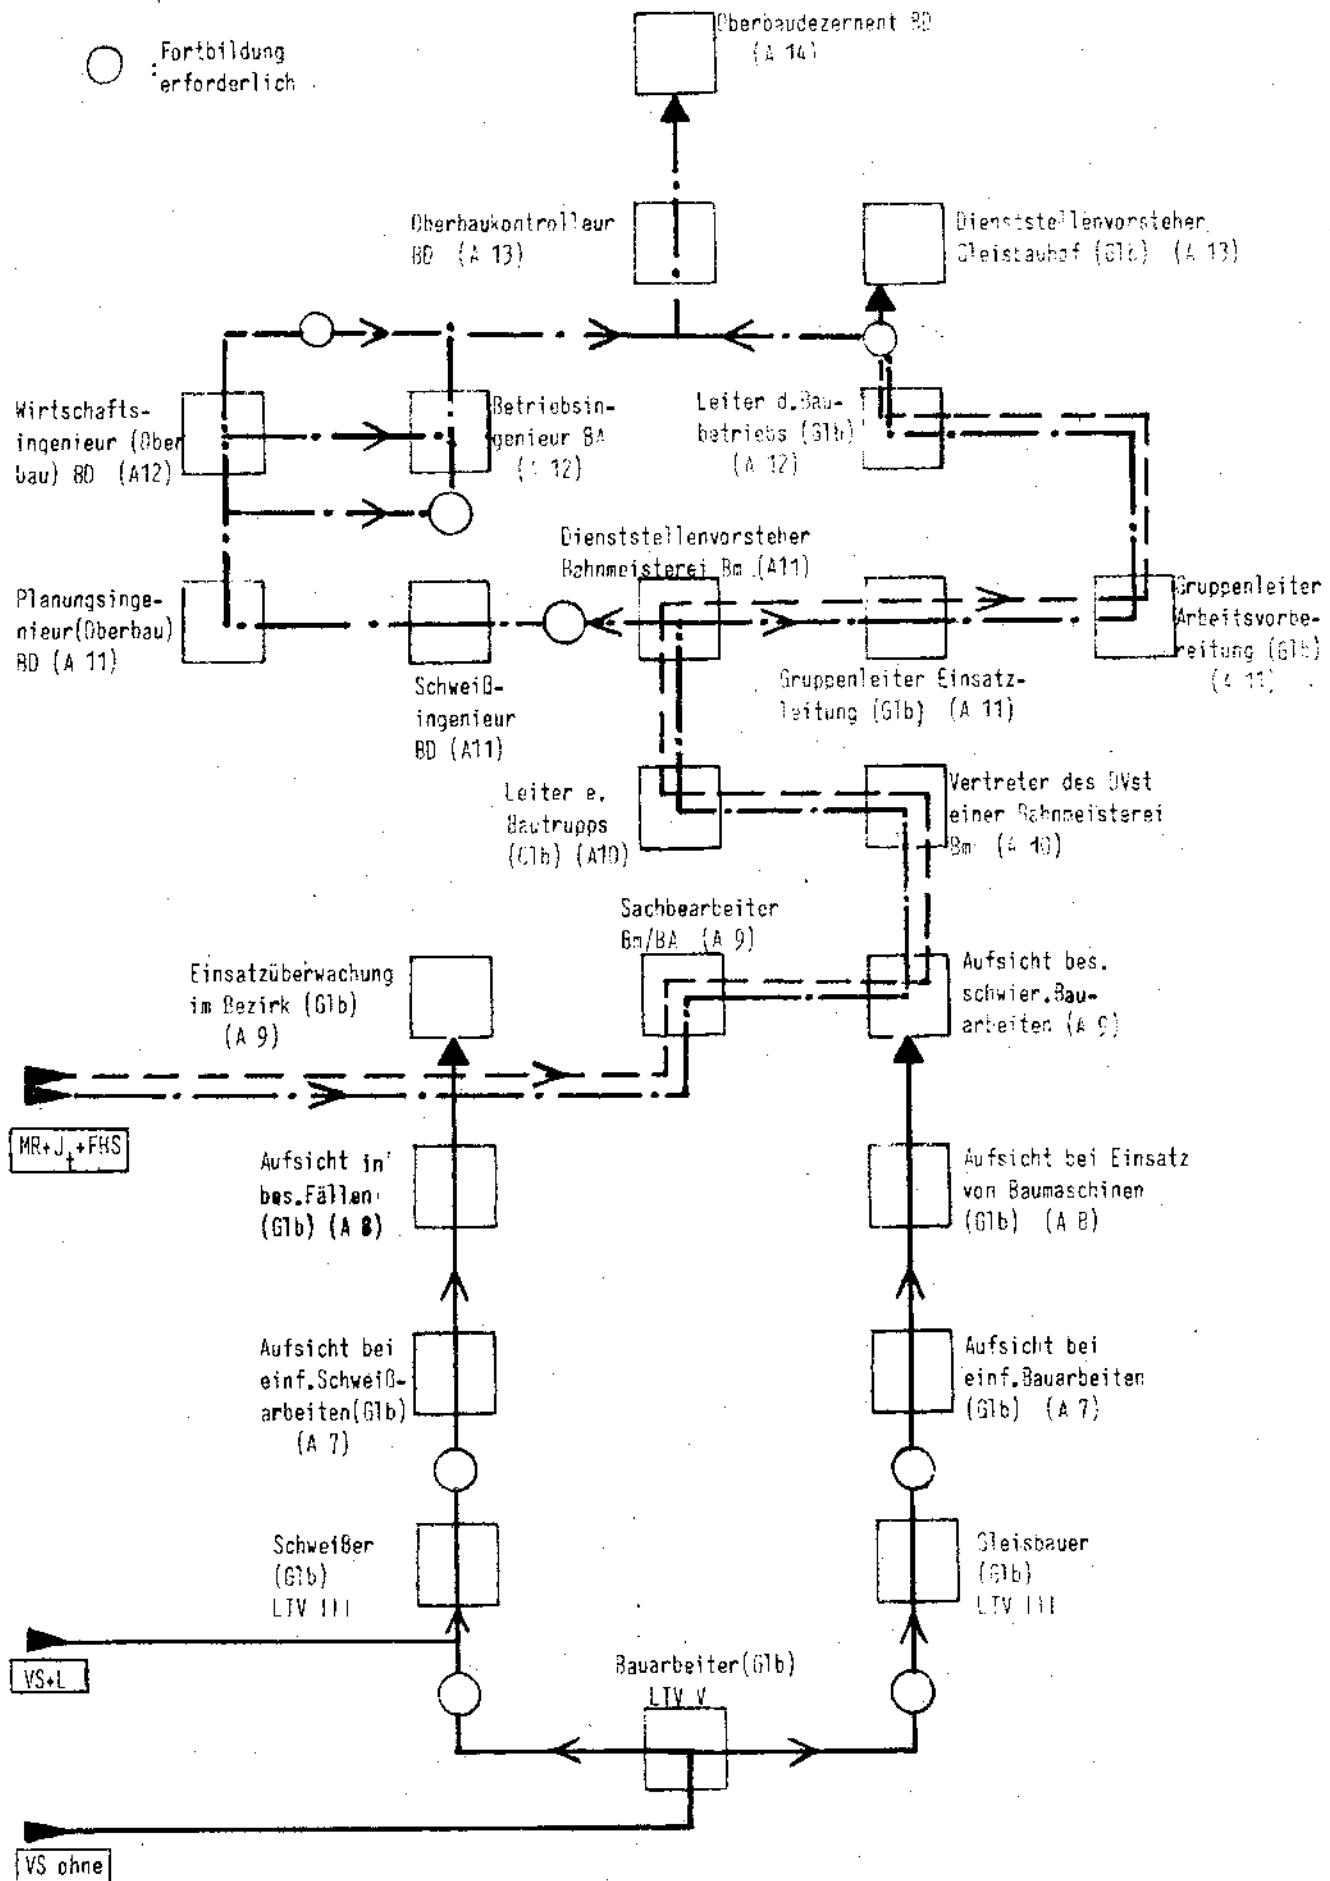 Fortbildung
: erforderlich
Oberbaudezernent BD
(A 14)
Oberbaukontrolleur
BD (A 13)
Dienststellenvorsteher
Gleisbauhof (Glb) (A 13)
Wirtschafts-
ingenieur (Ober
bau) BD (A12)
Betriebsin-
genieur BA
(A 12)
Leiter d.Bau-
betriebs (Glb)
(A 12)
Dienststellenvorsteher
Bahnmeisterei Bm (A11)
Planungsinge-
nieur(Oberbau)
BD (A 11)
Schweiß-
ingenieur
BD (A11)
Gruppenleiter Einsatz-
leitung (Glb) (A 11)
Gruppenleiter
Arbeitsvorbe-
reitung (Glb)
(A 11)
Leiter e.
Bautrupps
(Glb) (A10)
Vertreter des DVst
einer Bahnmeisterei
Bm (A 10)
Sachbearbeiter
Bm/BA (A 9)
Einsatzüberwachung
im Bezirk (Glb)
(A 9)
Aufsicht bes.
schwier.Bau-
arbeiten (A 9)
MR+J +FHS
t
Aufsicht in
bes.Fällen
(Glb) (A 8)
Aufsicht bei Einsatz
von Baumaschinen
(Glb) (A 8)
Aufsicht bei
einf.Schweiß-
arbeiten(Glb)
(A 7)
Aufsicht bei
einf.Bauarbeiten
(Glb) (A 7)
Schweißer
(Glb)
LTV III
Gleisbauer
(Glb)
LTV III
VS+L
Bauarbeiter(Glb)
LTV V
VS ohne